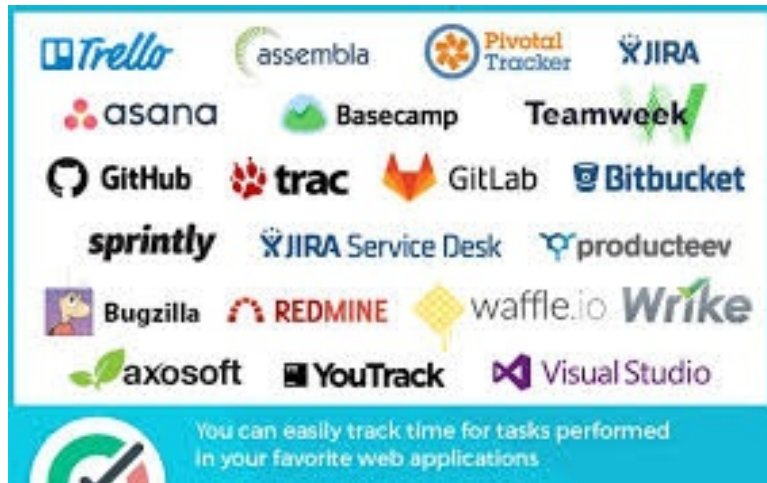 Trello assembla Pivotal Tracker JIRA
asana Basecamp Teamweek
GitHub trac GitLab Bitbucket
sprintly JIRA Service Desk producteev
Bugzilla REDMINE waffle.io Wrike
axosoft YouTrack Visual Studio
You can easily track time for tasks performed
in your favorite web applications